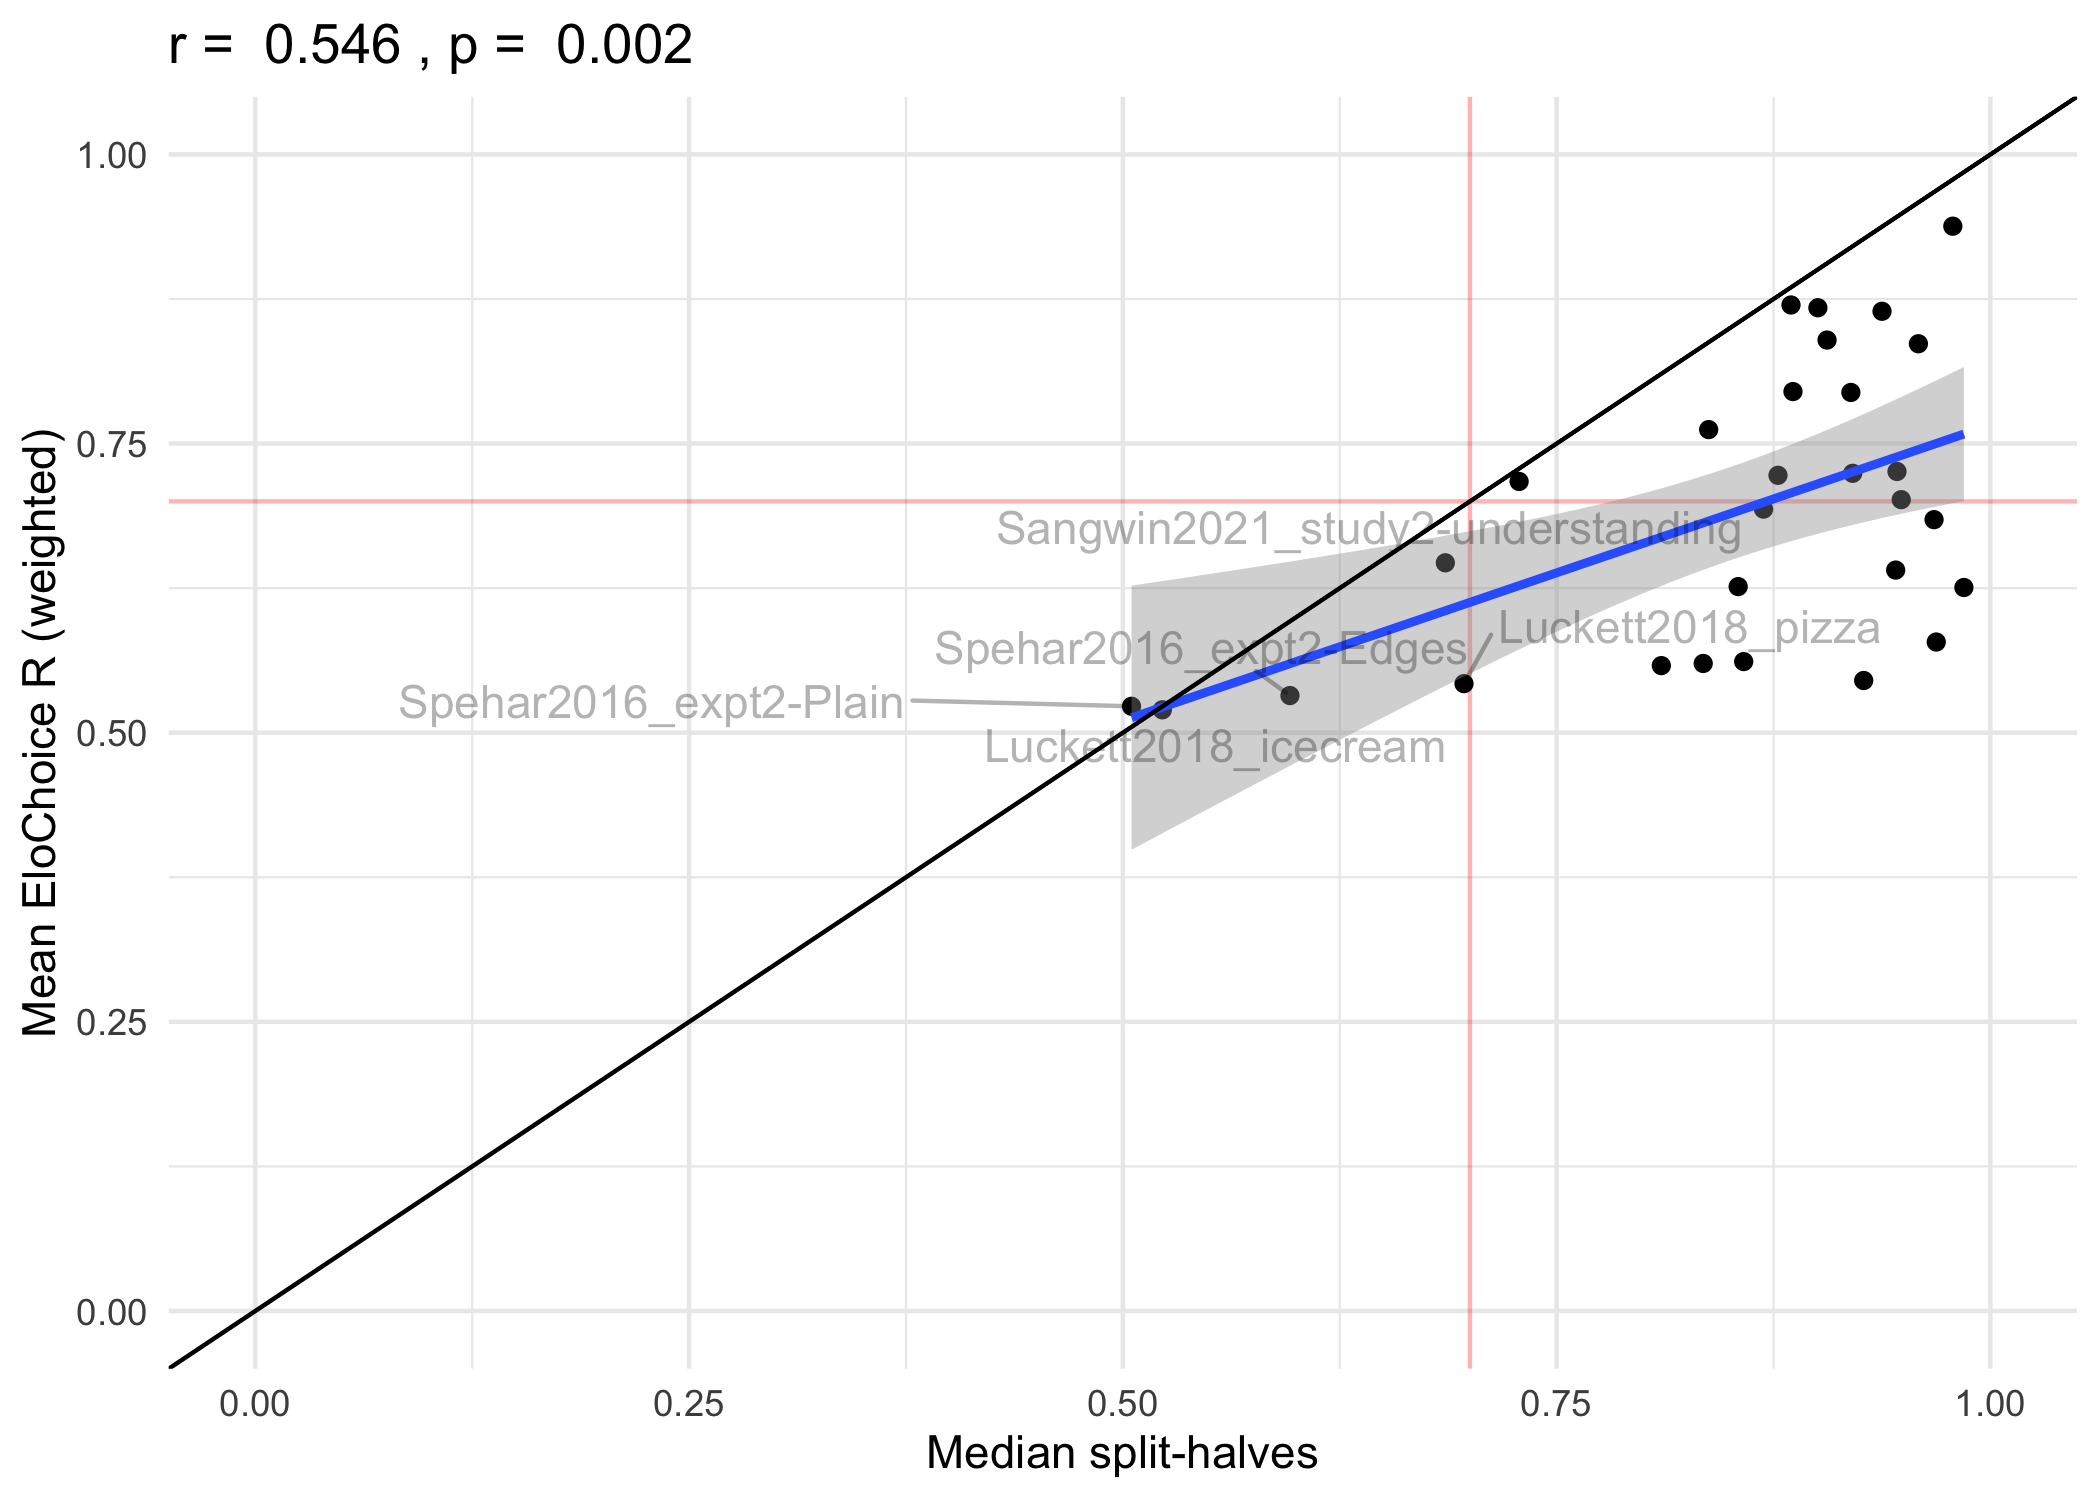 r =  0.546 , p =  0.002
Mean EloChoice R (weighted)
1.00
0.75
0.50
0.25
0.00
Sangwin2021_study2-understanding
Luckett2018_pizza
Spehar2016_expt2-Edges
Spehar2016_expt2-Plain
Luckett2018_icecream
0.00 0.25 0.50 0.75 1.00
Median split-halves